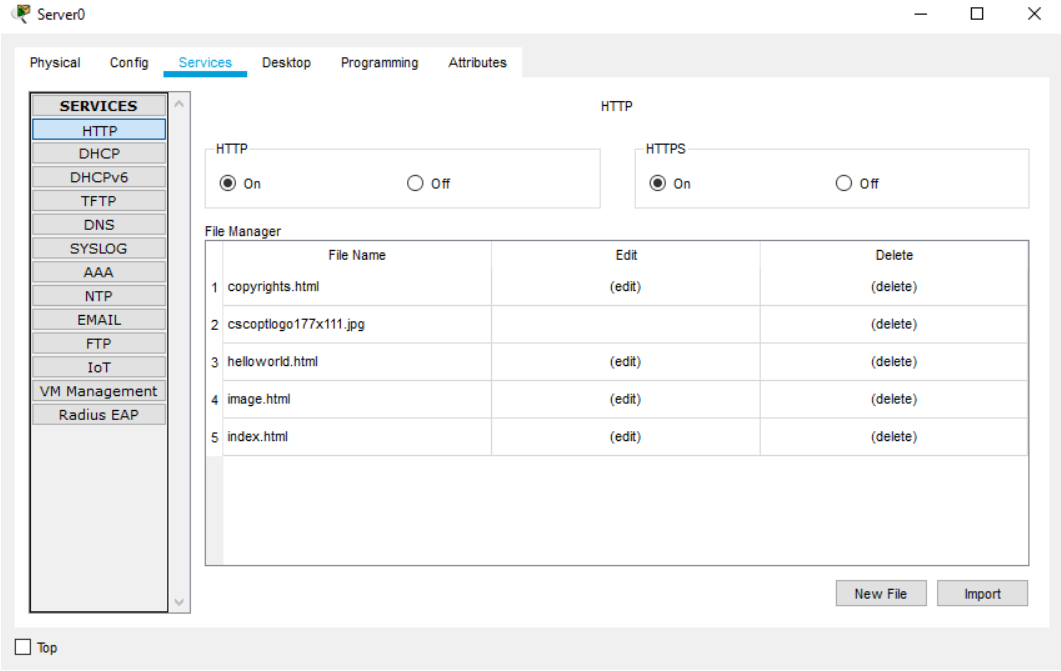 Server0
Physical Config Services Desktop Programming Attributes
SERVICES
HTTP
DHCP
DHCPv6
TFTP
DNS
SYSLOG
AAA
NTP
EMAIL
FTP
IoT
VM Management
Radius EAP
HTTP
HTTP
On Off
HTTPS
On Off
File Manager
File Name Edit Delete
1 copyrights.html (edit) (delete)
2 cscoptlogo177x111.jpg (delete)
3 helloworld.html (edit) (delete)
4 image.html (edit) (delete)
5 index.html (edit) (delete)
New File Import
Top